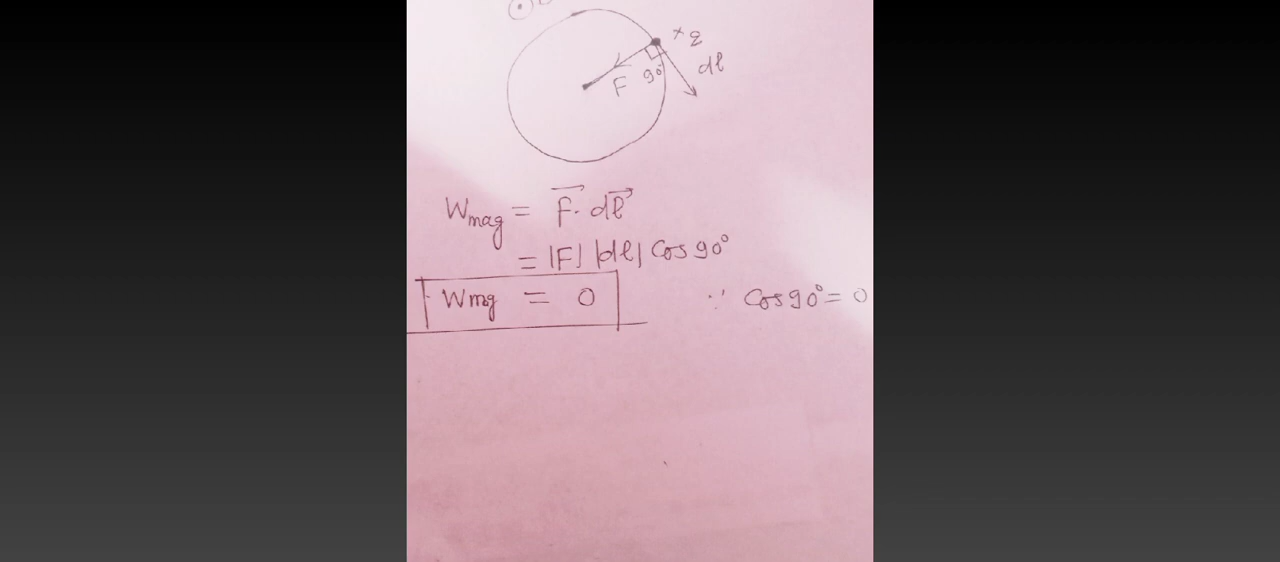 + q
dl
F 90°
Wmag = F⃗. dl⃗
= |F| |dl| Cos 90°
Wmg = 0 ∵ Cos 90° = 0